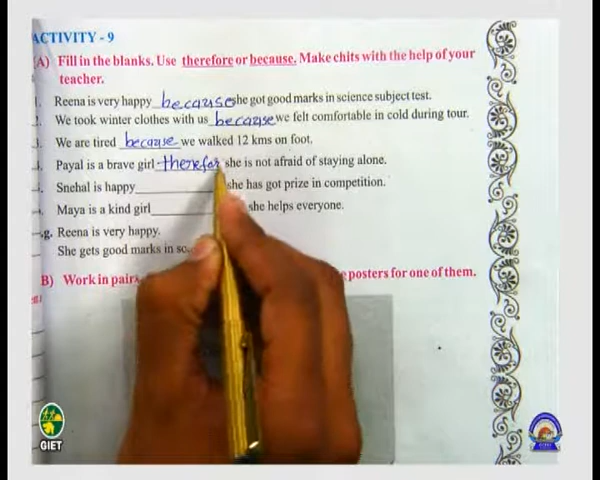 ACTIVITY - 9
(A) Fill in the blanks. Use therefore or because. Make chits with the help of your
teacher.
1. Reena is very happy because she got good marks in science subject test.
2. We took winter clothes with us because we felt comfortable in cold during tour.
3. We are tired because we walked 12 kms on foot.
Payal is a brave girl therefor she is not afraid of staying alone.
Snehal is happy she has got prize in competition.
Maya is a kind girl she helps everyone.
.g. Reena is very happy.
She gets good marks in
B) Work in pairs posters for one of them.
GIET